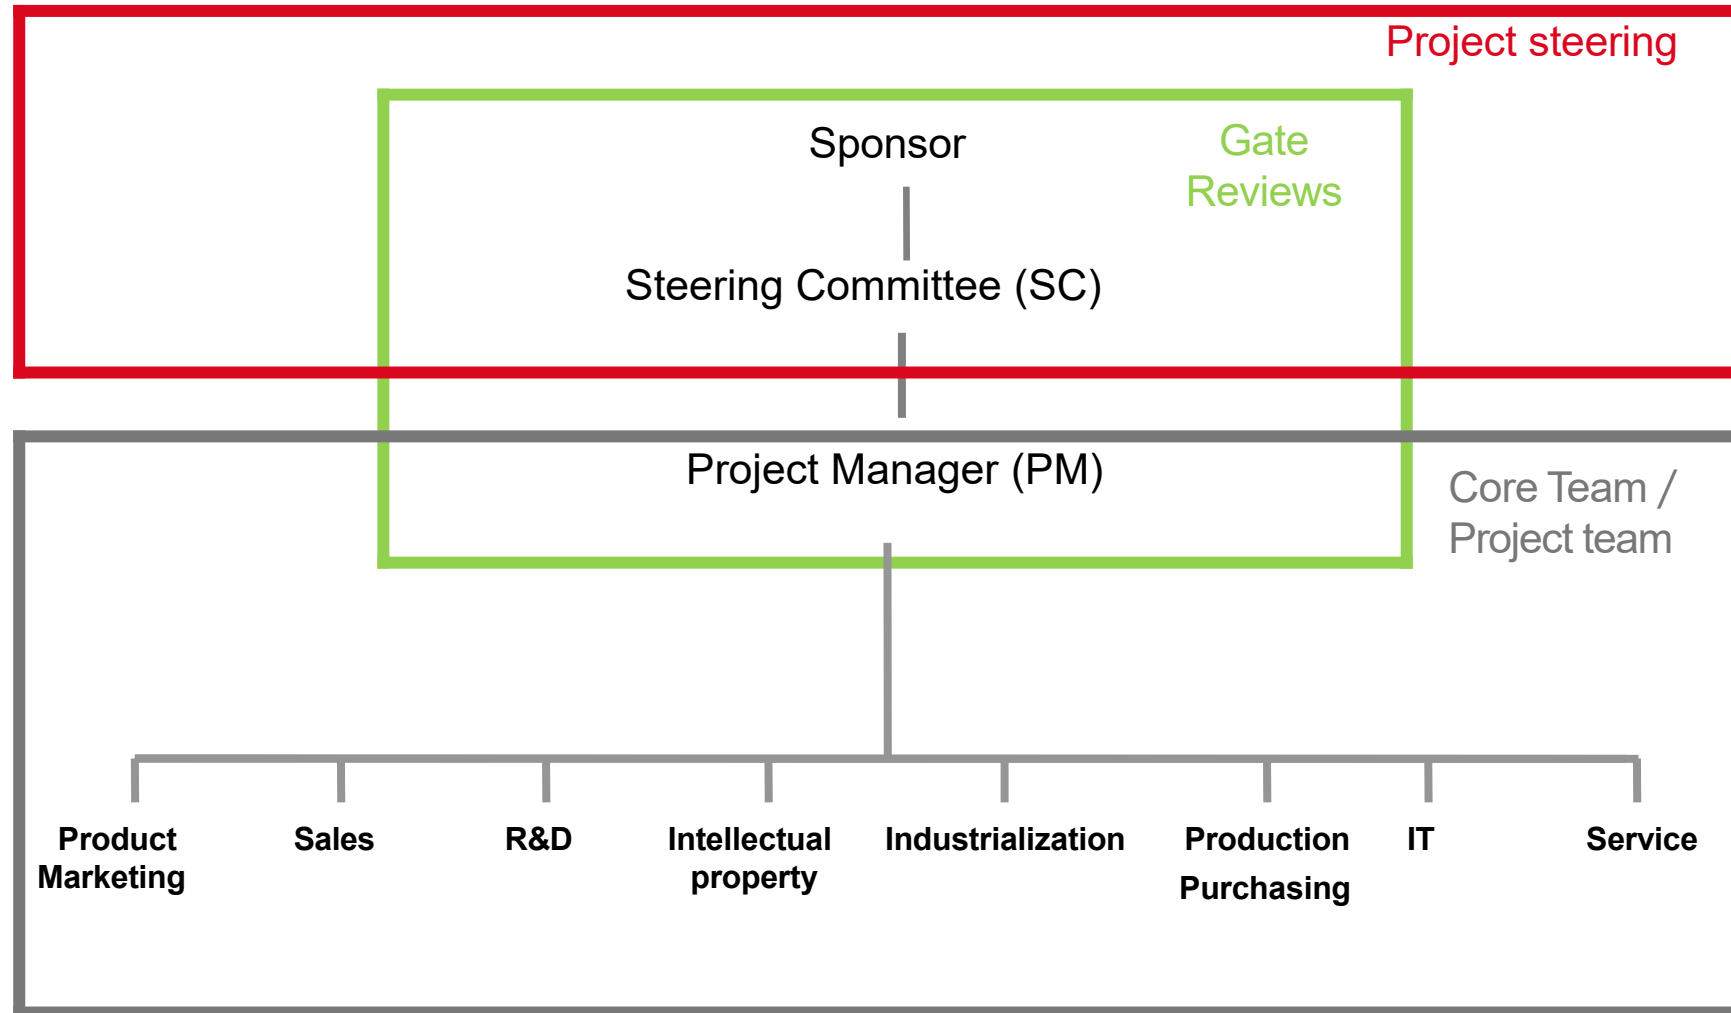 Project steering
Sponsor
Gate
Reviews
Steering Committee (SC)
Project Manager (PM)
Core Team /
Project team
Product
Marketing
Sales
R&D
Intellectual
property
Industrialization
Production
Purchasing
IT
Service